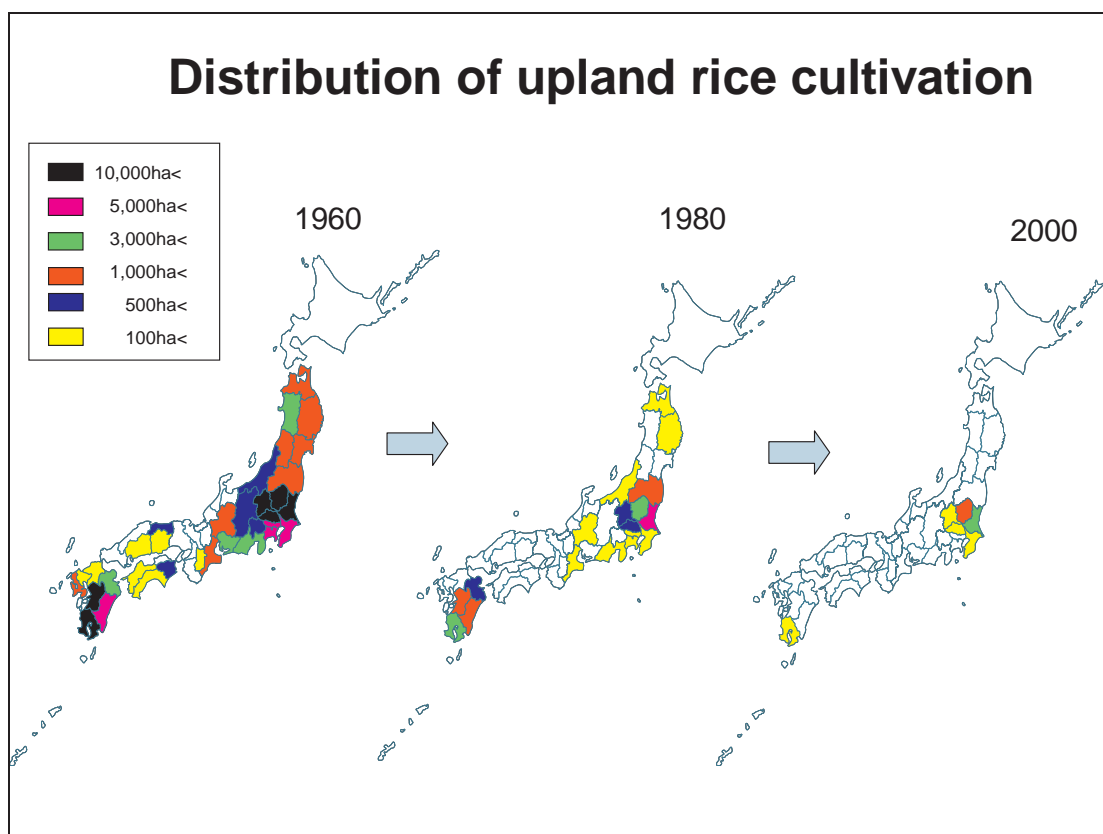 Distribution of upland rice cultivation
10,000ha<
5,000ha<
3,000ha<
1,000ha<
500ha<
100ha<
1960
1980
2000